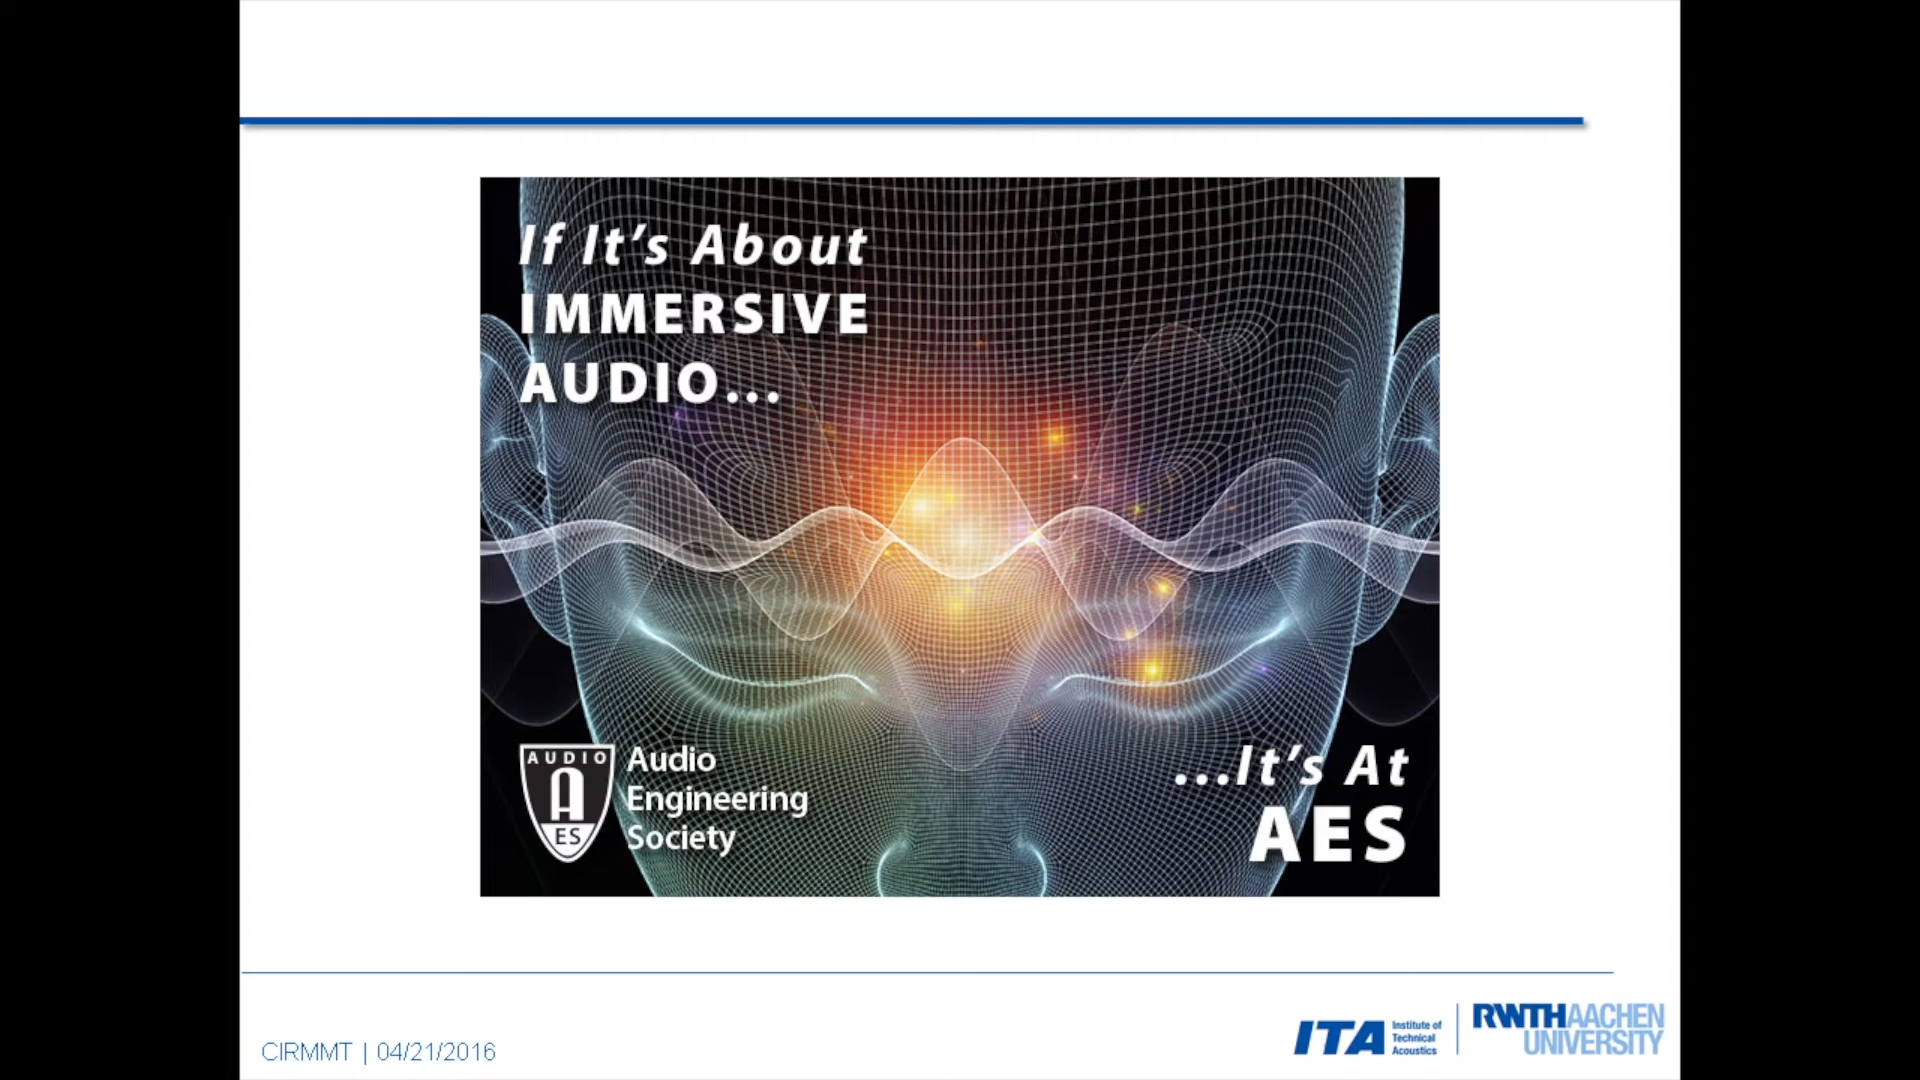 If It's About
IMMERSIVE
AUDIO...
AUDIO
A
ES
Audio
Engineering
Society
...It's At
AES
CIRMMT | 04/21/2016
ITA
Institute of
Technical
Acoustics
RWTHAACHEN
UNIVERSITY